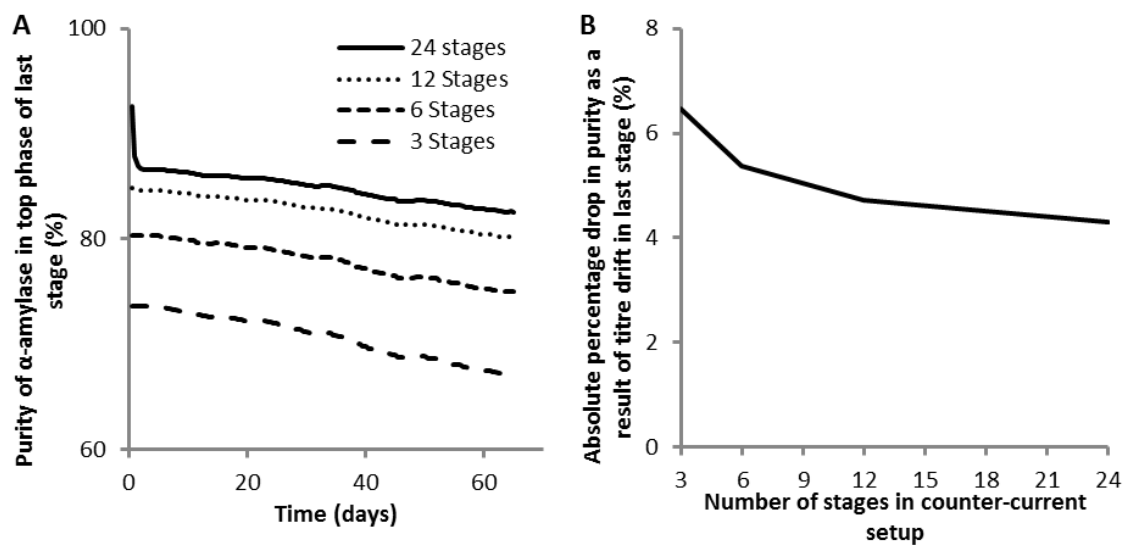 A
100
80
60
Purity of α-amylase in top phase of last
stage (%)
24 stages
12 Stages
6 Stages
3 Stages
0
20
40
60
Time (days)
B
8
6
4
2
0
Absolute percentage drop in purity as a
result of titre drift in last stage (%)
3
6
9
12
15
18
21
24
Number of stages in counter-current
setup